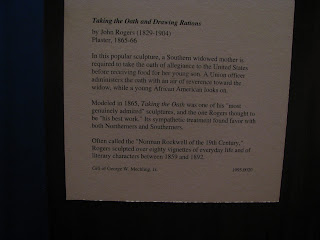 Taking the Oath and Drawing Rations
by John Rogers (1829-1904)
Plaster, 1865-66
In this popular sculpture, a Southern widowed mother is
required to take the oath of allegiance to the United States
before receiving food for her young son. A Union officer
administers the oath with an air of reverence toward the
widow, while a young African American looks on.
Modeled in 1865, Taking the Oath was one of his "most
genuinely admired" sculptures, and the one Rogers thought to
be "his best work." Its sympathetic treatment found favor with
both Northerners and Southerners.
Often called the "Norman Rockwell of the 19th Century,"
Rogers sculpted over eighty vignettes of everyday life and of
literary characters between 1859 and 1892.
Gift of George W.